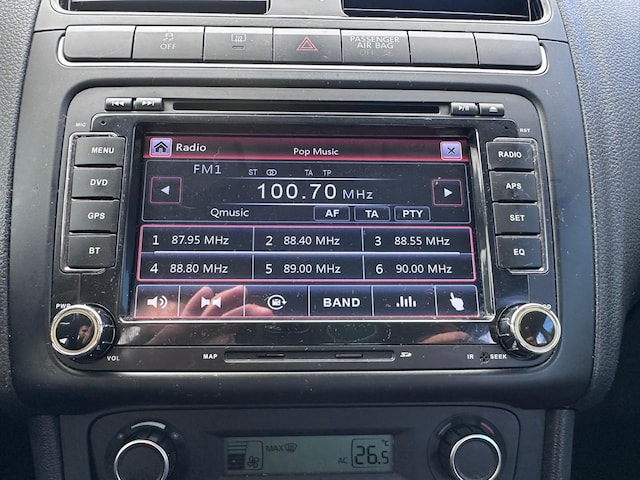 OFF
PASSENGER
AIR BAG
MIC
RST
MENU
DVD
GPS
BT
Radio
Pop Music
FM1
ST TA TP
100.70 MHz
Qmusic AF TA PTY
1 87.95 MHz 2 88.40 MHz 3 88.55 MHz
4 88.80 MHz 5 89.00 MHz 6 90.00 MHz
BAND
RADIO
APS
SET
EQ
PWR
VOL MAP IR SEEK
MAX
AC 26.5 °C